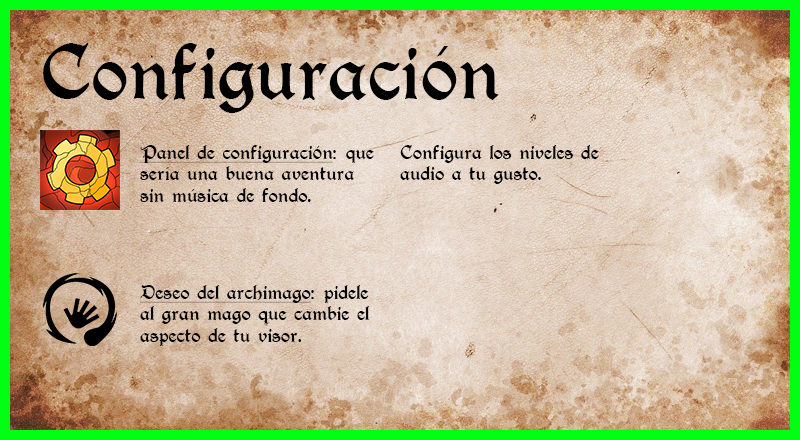 Configuración
Panel de configuración: que
seria una buena aventura
sin música de fondo.
Configura los niveles de
audio a tu gusto.
Deseo del archimago: pidele
al gran mago que cambie el
aspecto de tu visor.